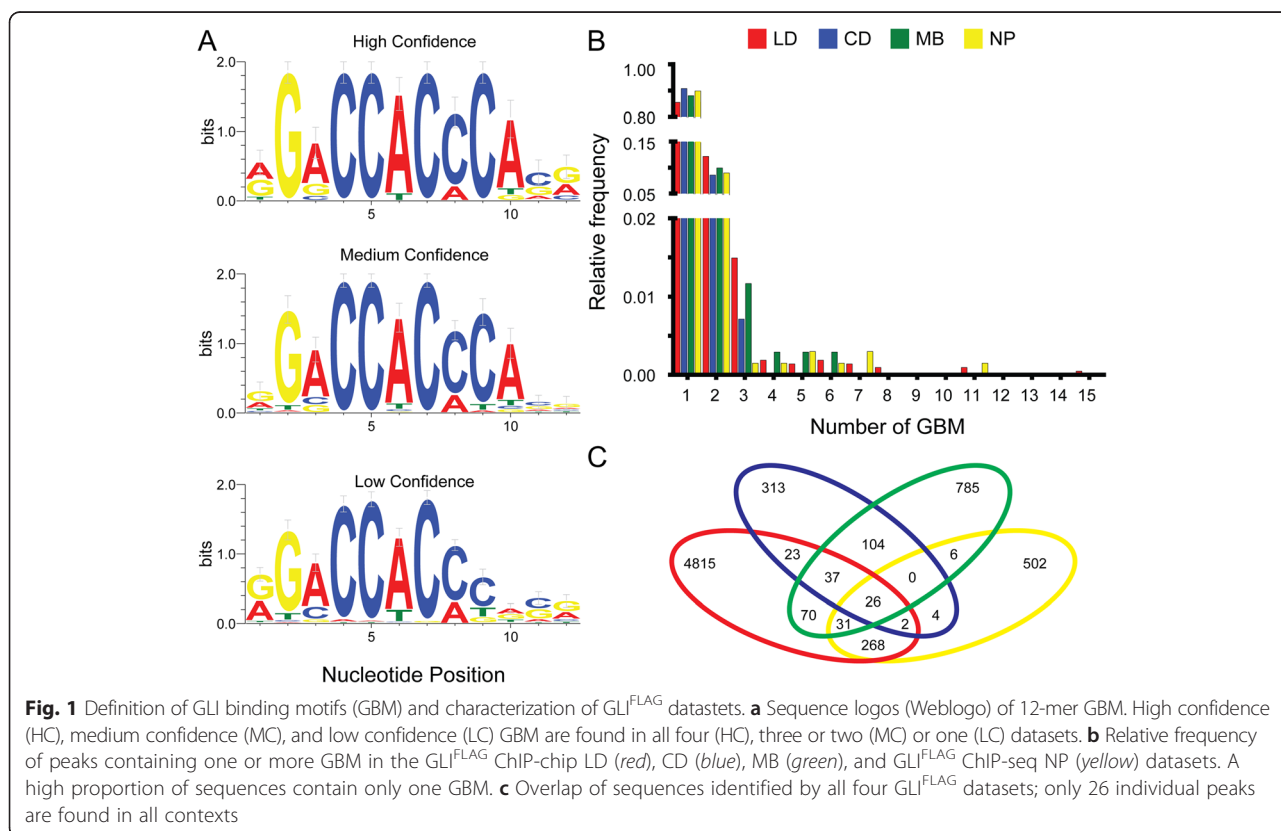 A
High Confidence
2.0
bits
1.0
0.0
5
10
Medium Confidence
2.0
bits
1.0
0.0
5
10
Low Confidence
2.0
bits
1.0
0.0
5
10
Nucleotide Position
B
LD CD MB NP
1.00
0.80
0.15
0.05
0.02
0.01
0.00
Relative frequency
1 2 3 4 5 6 7 8 9 10 11 12 13 14 15
Number of GBM
C
313 785
4815 23 104 6 502
37 0
26
70 31 2 4
268
Fig. 1 Definition of GLI binding motifs (GBM) and characterization of GLIFLAG datastets. a Sequence logos (Weblogo) of 12-mer GBM. High confidence
(HC), medium confidence (MC), and low confidence (LC) GBM are found in all four (HC), three or two (MC) or one (LC) datasets. b Relative frequency
of peaks containing one or more GBM in the GLIFLAG ChIP-chip LD (red), CD (blue), MB (green), and GLIFLAG ChIP-seq NP (yellow) datasets. A
high proportion of sequences contain only one GBM. c Overlap of sequences identified by all four GLIFLAG datasets; only 26 individual peaks
are found in all contexts